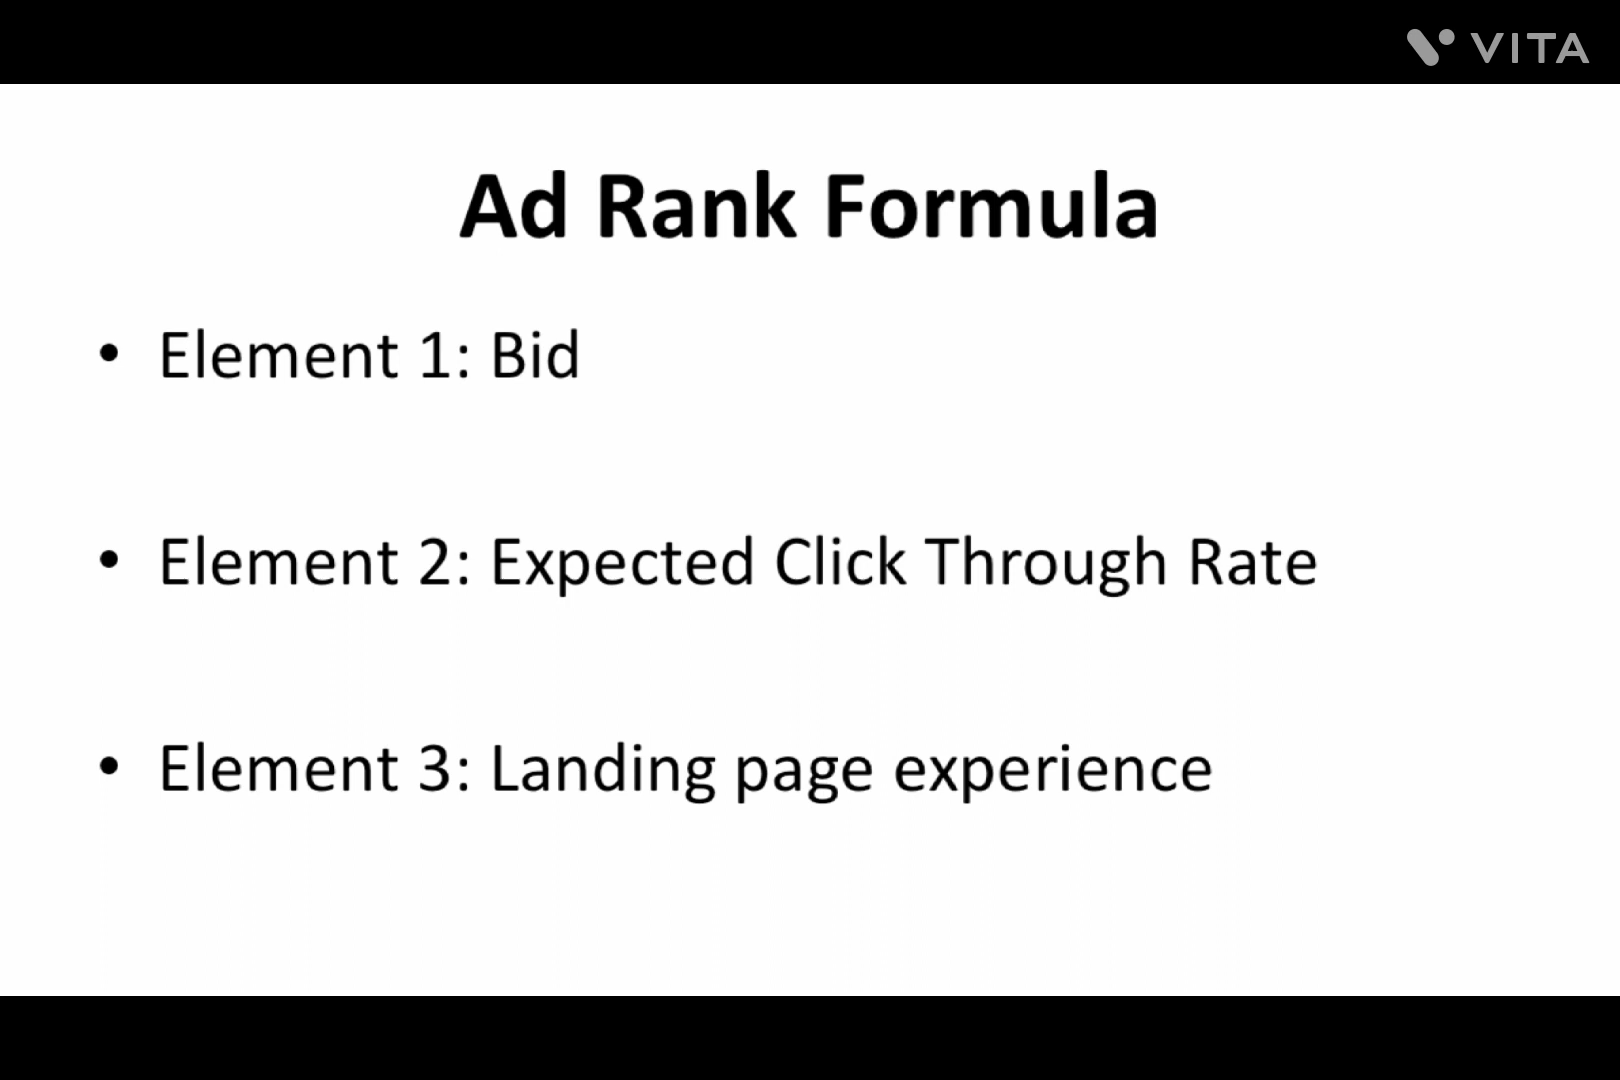 VITA
Ad Rank Formula
• Element 1: Bid
• Element 2: Expected Click Through Rate
• Element 3: Landing page experience